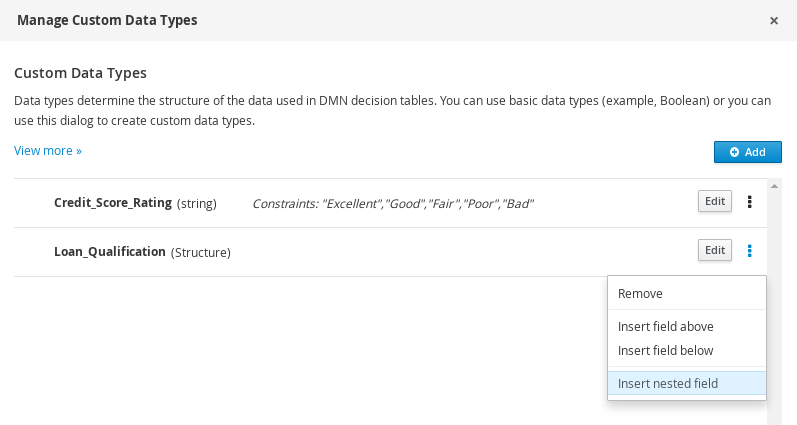 Manage Custom Data Types ×
Custom Data Types
Data types determine the structure of the data used in DMN decision tables. You can use basic data types (example, Boolean) or you can
use this dialog to create custom data types.
View more »
Add
Credit_Score_Rating (string) Constraints: "Excellent","Good","Fair","Poor","Bad" Edit
Loan_Qualification (Structure) Edit
Remove
Insert field above
Insert field below
Insert nested field